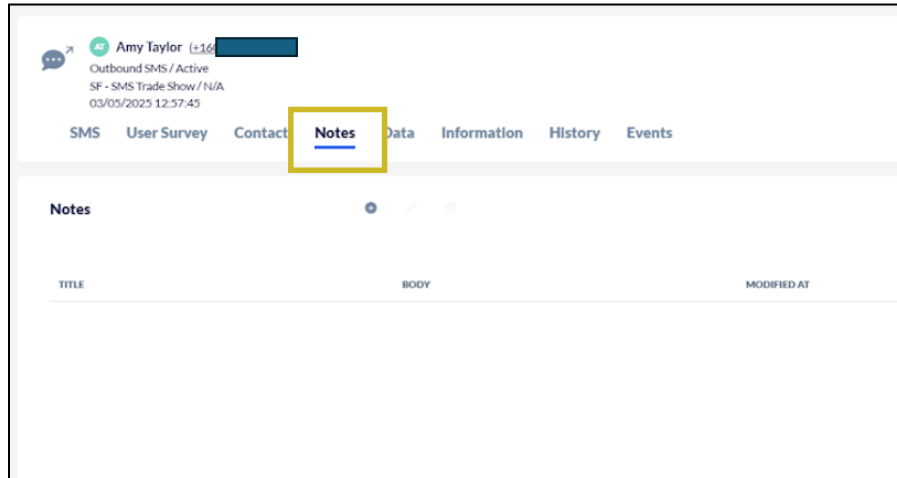 AT Amy Taylor (+16
Outbound SMS / Active
SF - SMS Trade Show / N/A
03/05/2025 12:57:45
SMS User Survey Contact Notes Data Information History Events
Notes
TITLE BODY MODIFIED AT